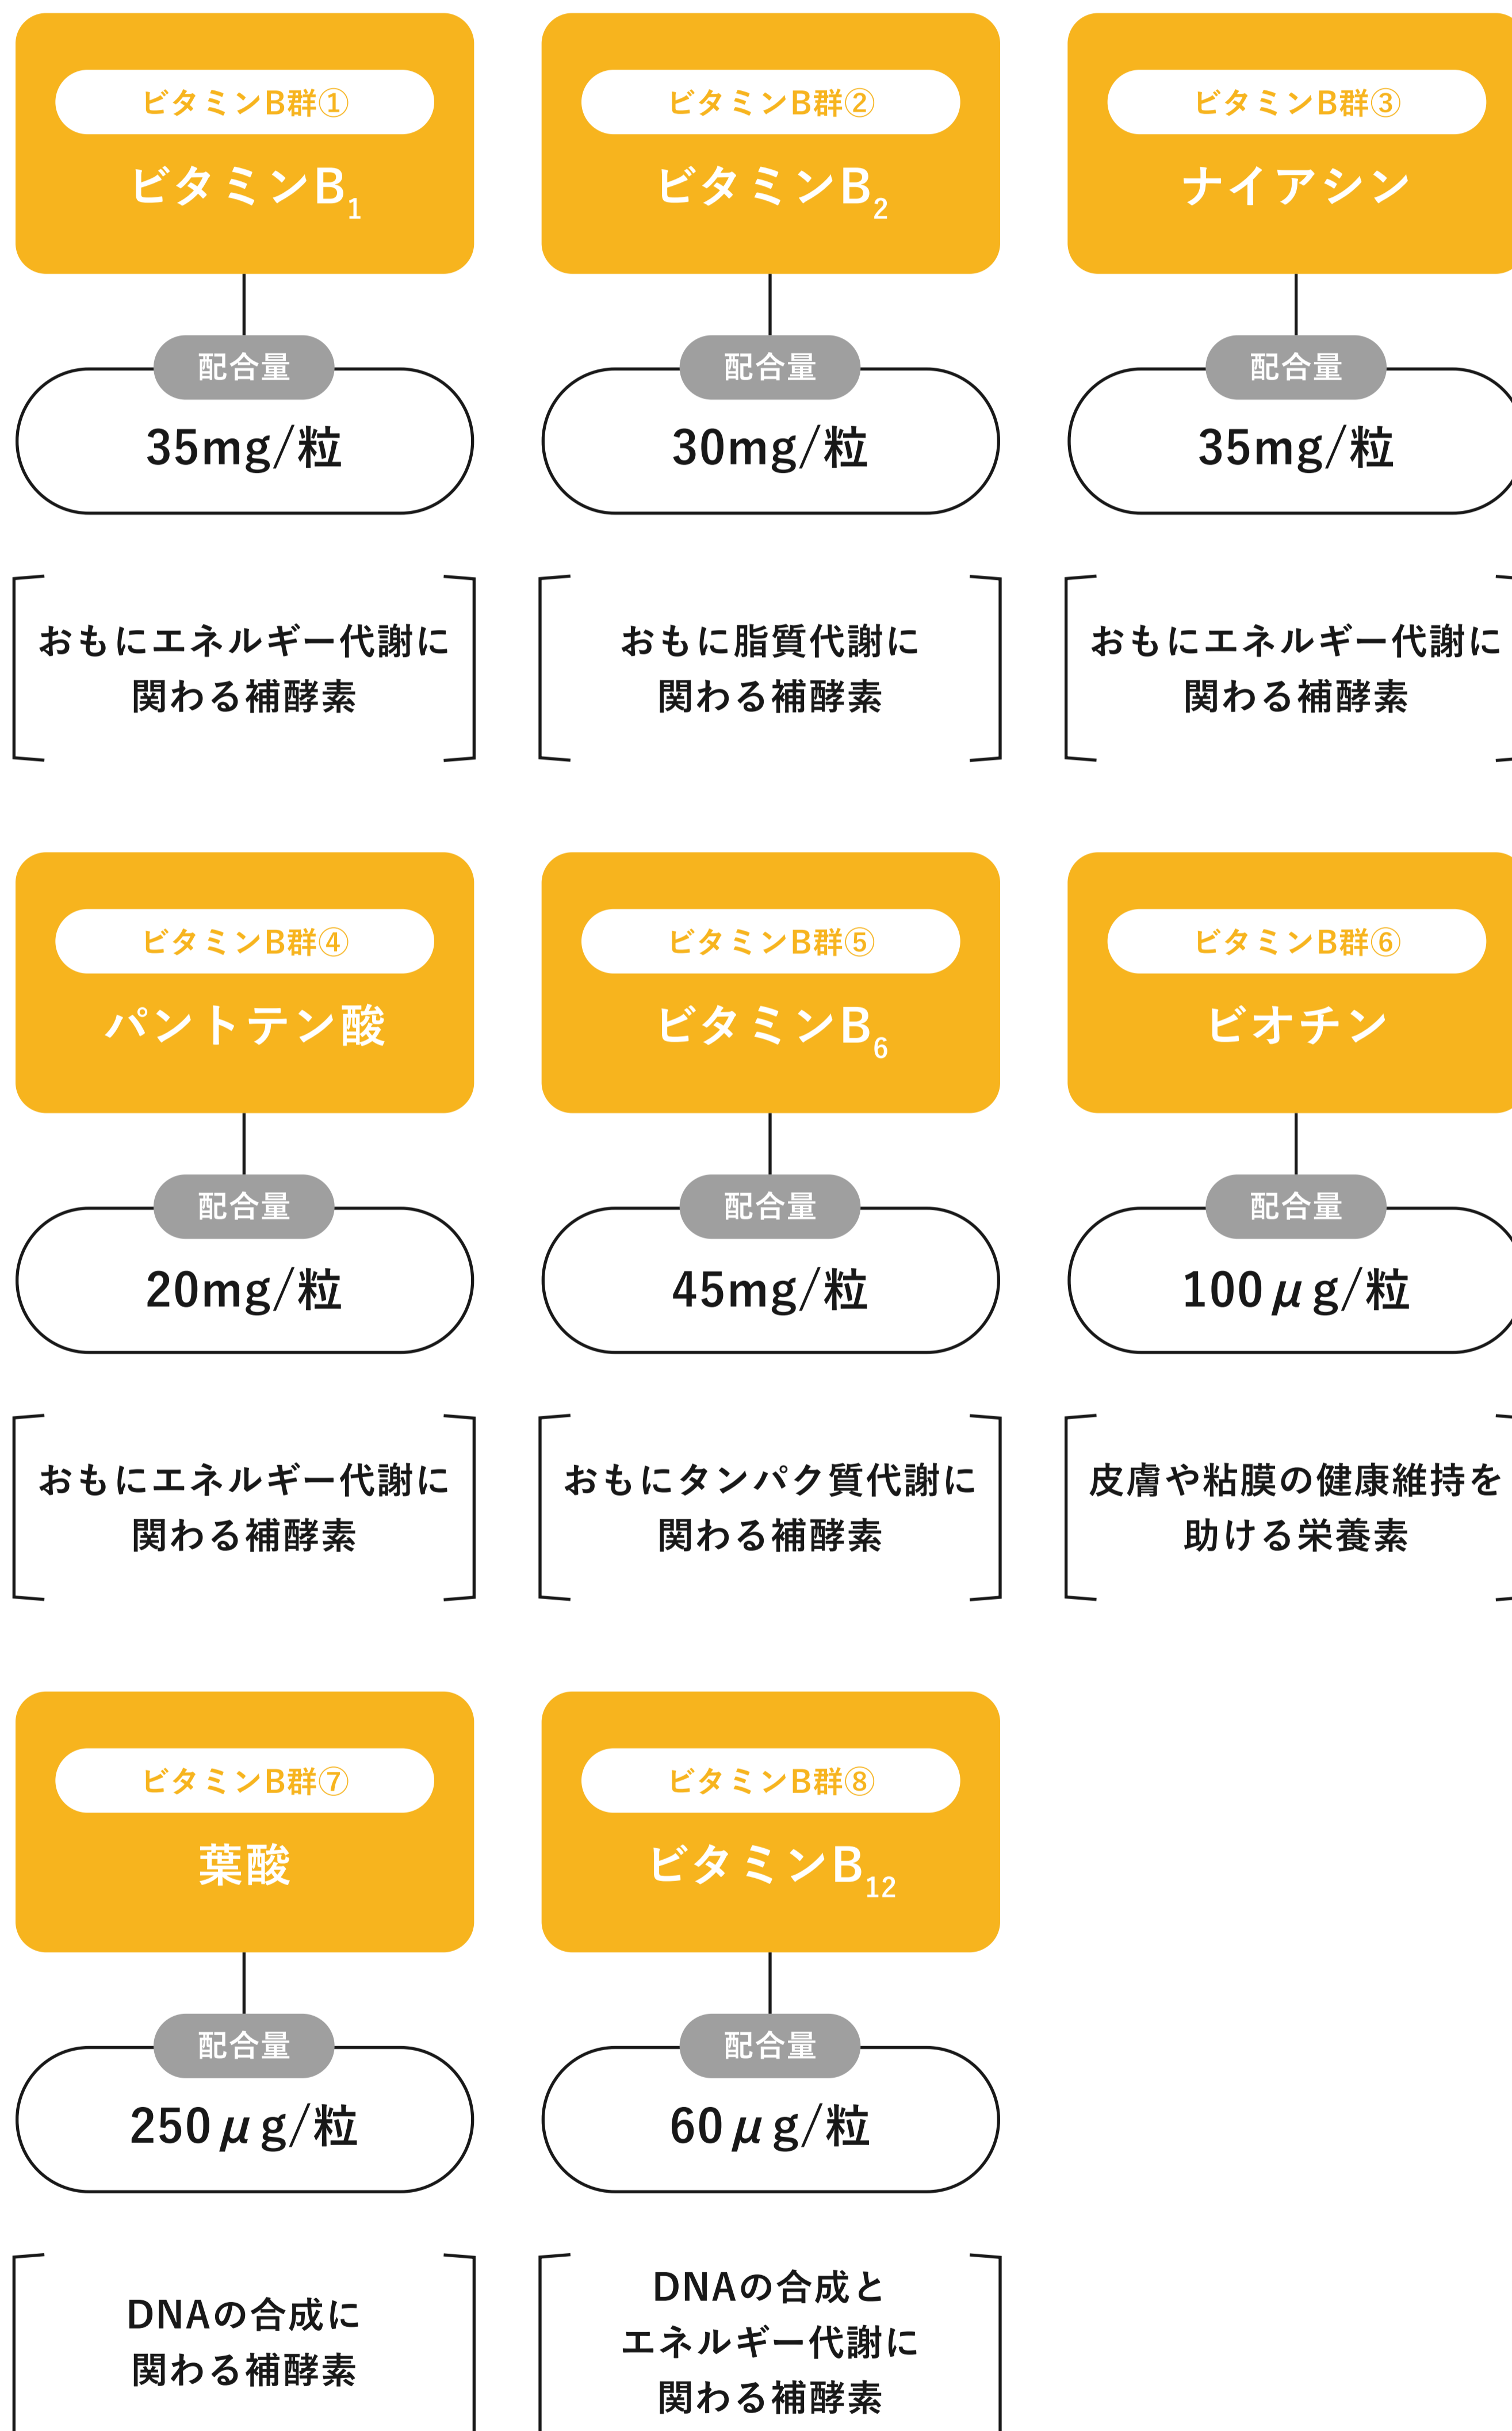 ビタミンB群①
ビタミンB1
配合量
35mg/粒
おもにエネルギー代謝に
関わる補酵素
ビタミンB群②
ビタミンB2
配合量
30mg/粒
おもに脂質代謝に
関わる補酵素
ビタミンB群③
ナイアシン
配合量
35mg/粒
おもにエネルギー代謝に
関わる補酵素
ビタミンB群④
パントテン酸
配合量
20mg/粒
おもにエネルギー代謝に
関わる補酵素
ビタミンB群⑤
ビタミンB6
配合量
45mg/粒
おもにタンパク質代謝に
関わる補酵素
ビタミンB群⑥
ビオチン
配合量
100μg/粒
皮膚や粘膜の健康維持を
助ける栄養素
ビタミンB群⑦
葉酸
配合量
250μg/粒
DNAの合成に
関わる補酵素
ビタミンB群⑧
ビタミンB12
配合量
60μg/粒
DNAの合成と
エネルギー代謝に
関わる補酵素